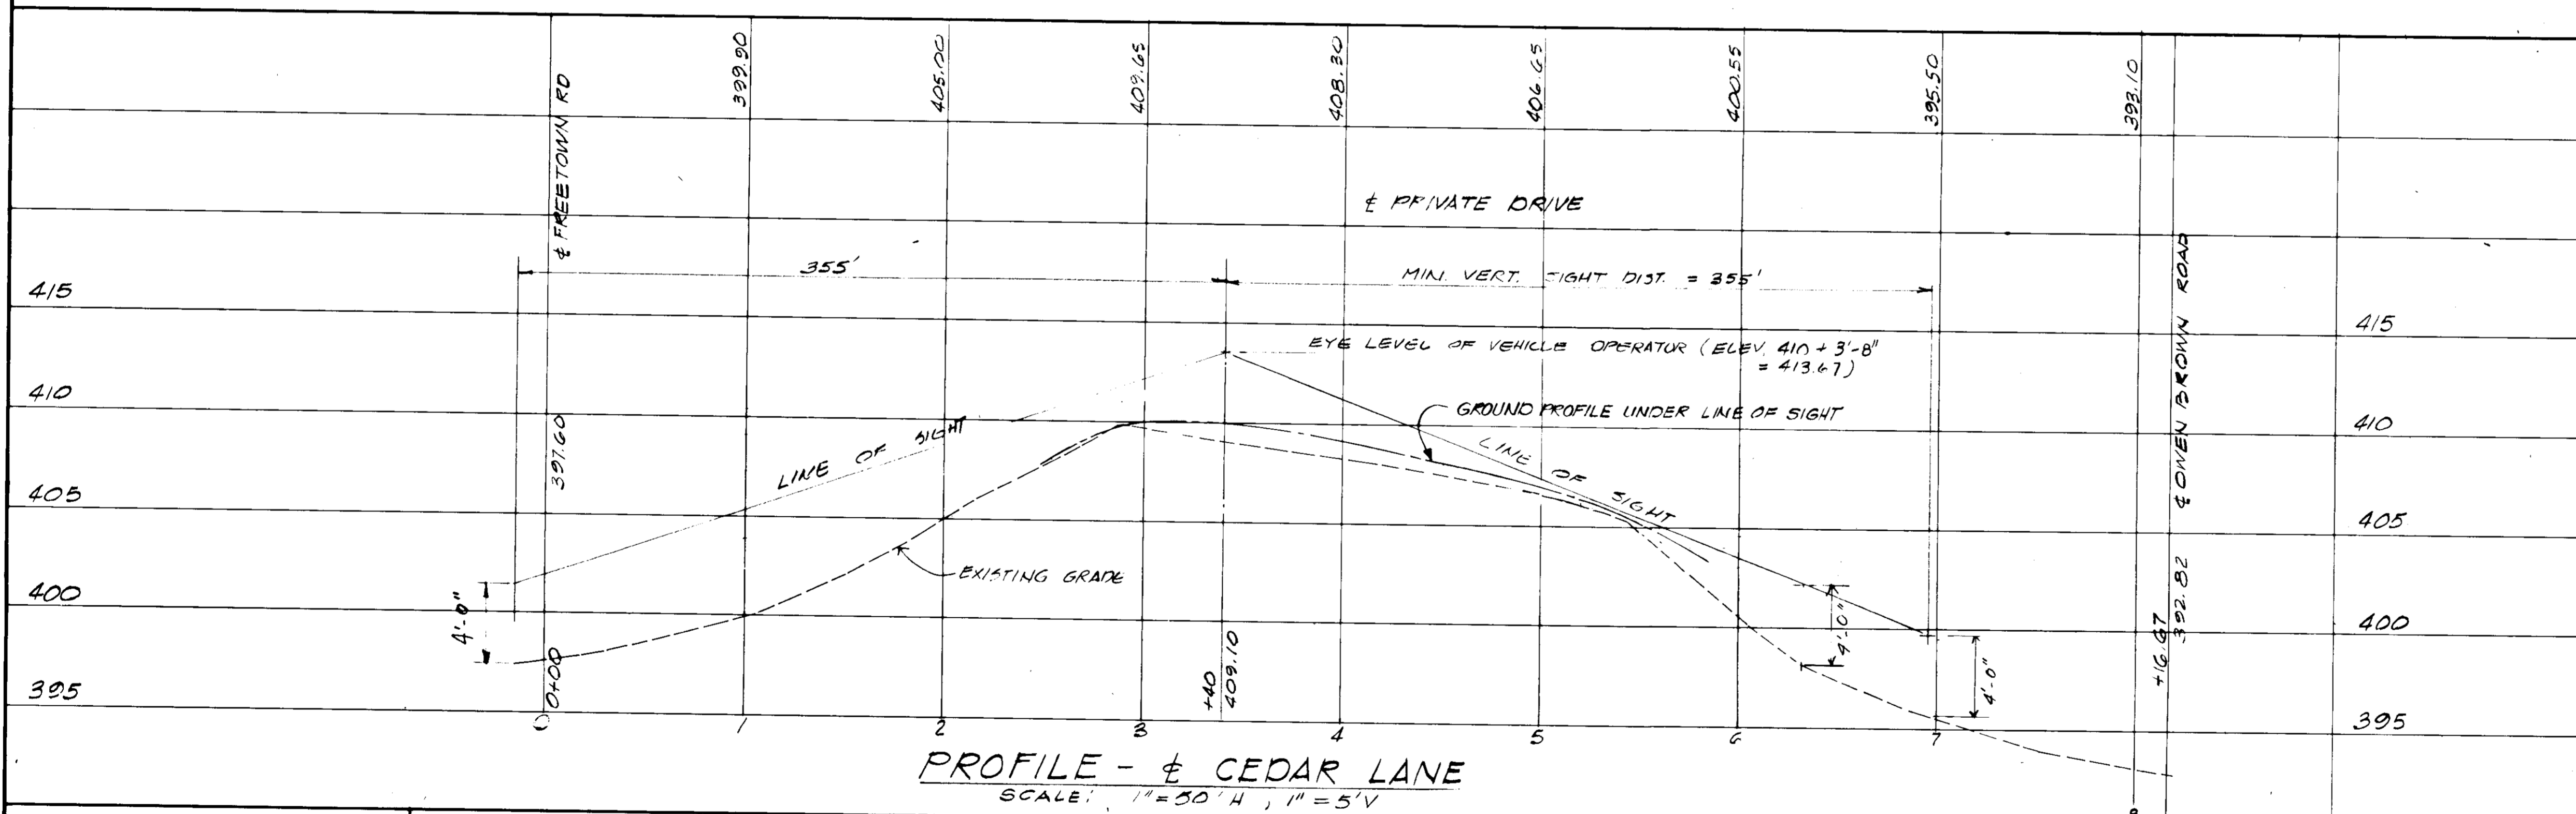 399.90
405.00
409.65
408.30
406.65
400.55
395.50
393.10
℄ FREETOWN RD
℄ PRIVATE DRIVE
℄ OWEN BROWN ROAD
355'
MIN. VERT. SIGHT DIST. = 355'
415
415
EYE LEVEL OF VEHICLE OPERATOR (ELEV. 410 + 3'-8"
= 413.67)
410
410
397.60
LINE OF SIGHT
GROUND PROFILE UNDER LINE OF SIGHT
LINE OF SIGHT
405
405
EXISTING GRADE
400
400
4'-0"
4'-0"
4'-0"
0+00
+40
409.10
+16.67
392.82
395
395
0 1 2 3 4 5 6 7
PROFILE - ℄ CEDAR LANE
SCALE: 1"=50' H, 1"=5' V